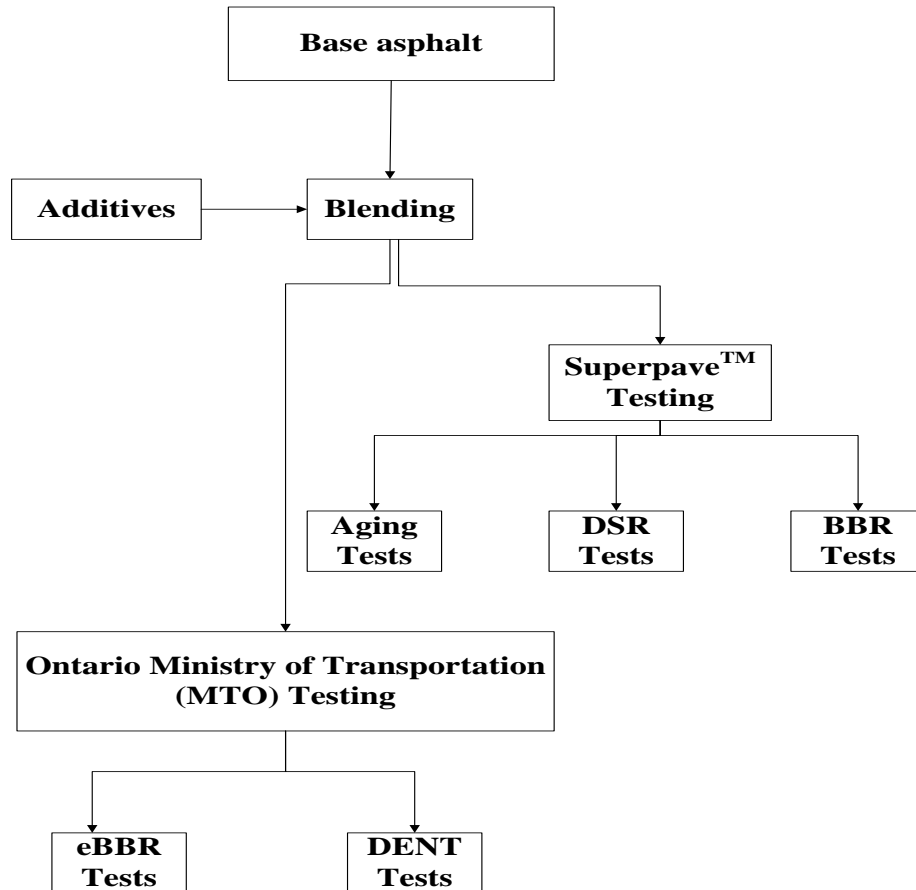 Base asphalt
Additives
Blending
Superpave™
Testing
Aging
Tests
DSR
Tests
BBR
Tests
Ontario Ministry of Transportation
(MTO) Testing
eBBR
Tests
DENT
Tests